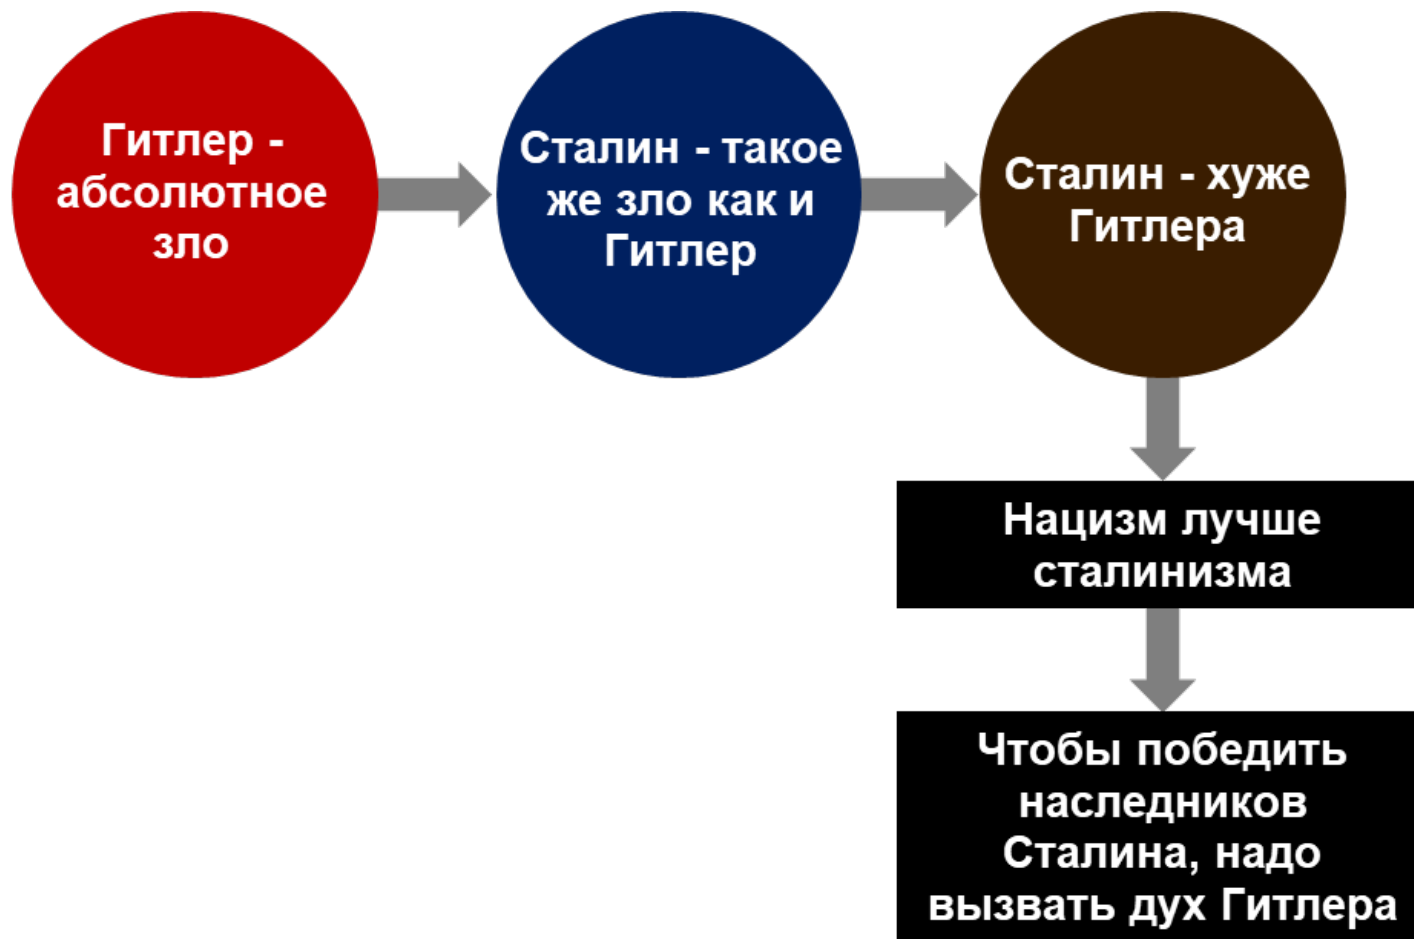 Гитлер -
абсолютное
зло
Сталин - такое
же зло как и
Гитлер
Сталин - хуже
Гитлера
Нацизм лучше
сталинизма
Чтобы победить
наследников
Сталина, надо
вызвать дух Гитлера